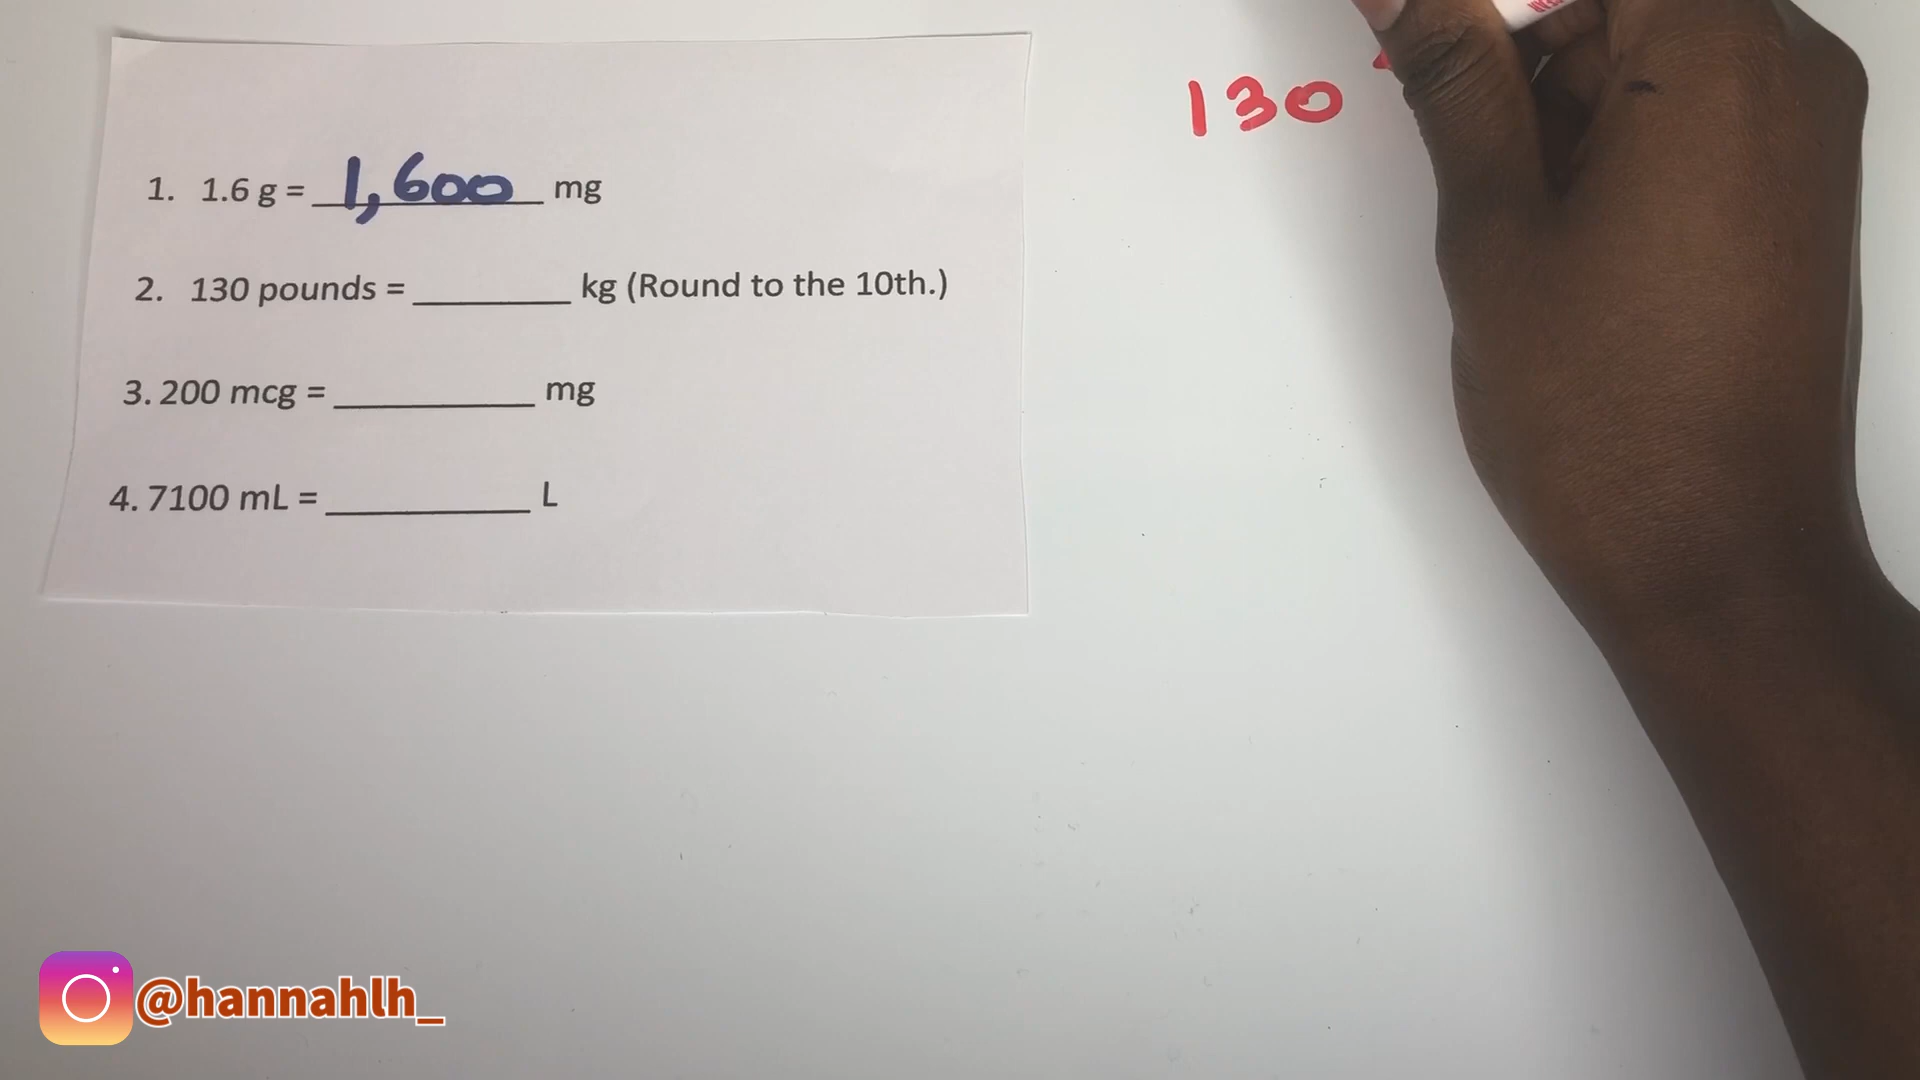 1. 1.6 g = 1,600 mg
130
2. 130 pounds = ________ kg (Round to the 10th.)
3. 200 mcg = __________ mg
4. 7100 mL = __________ L
@hannahlh_